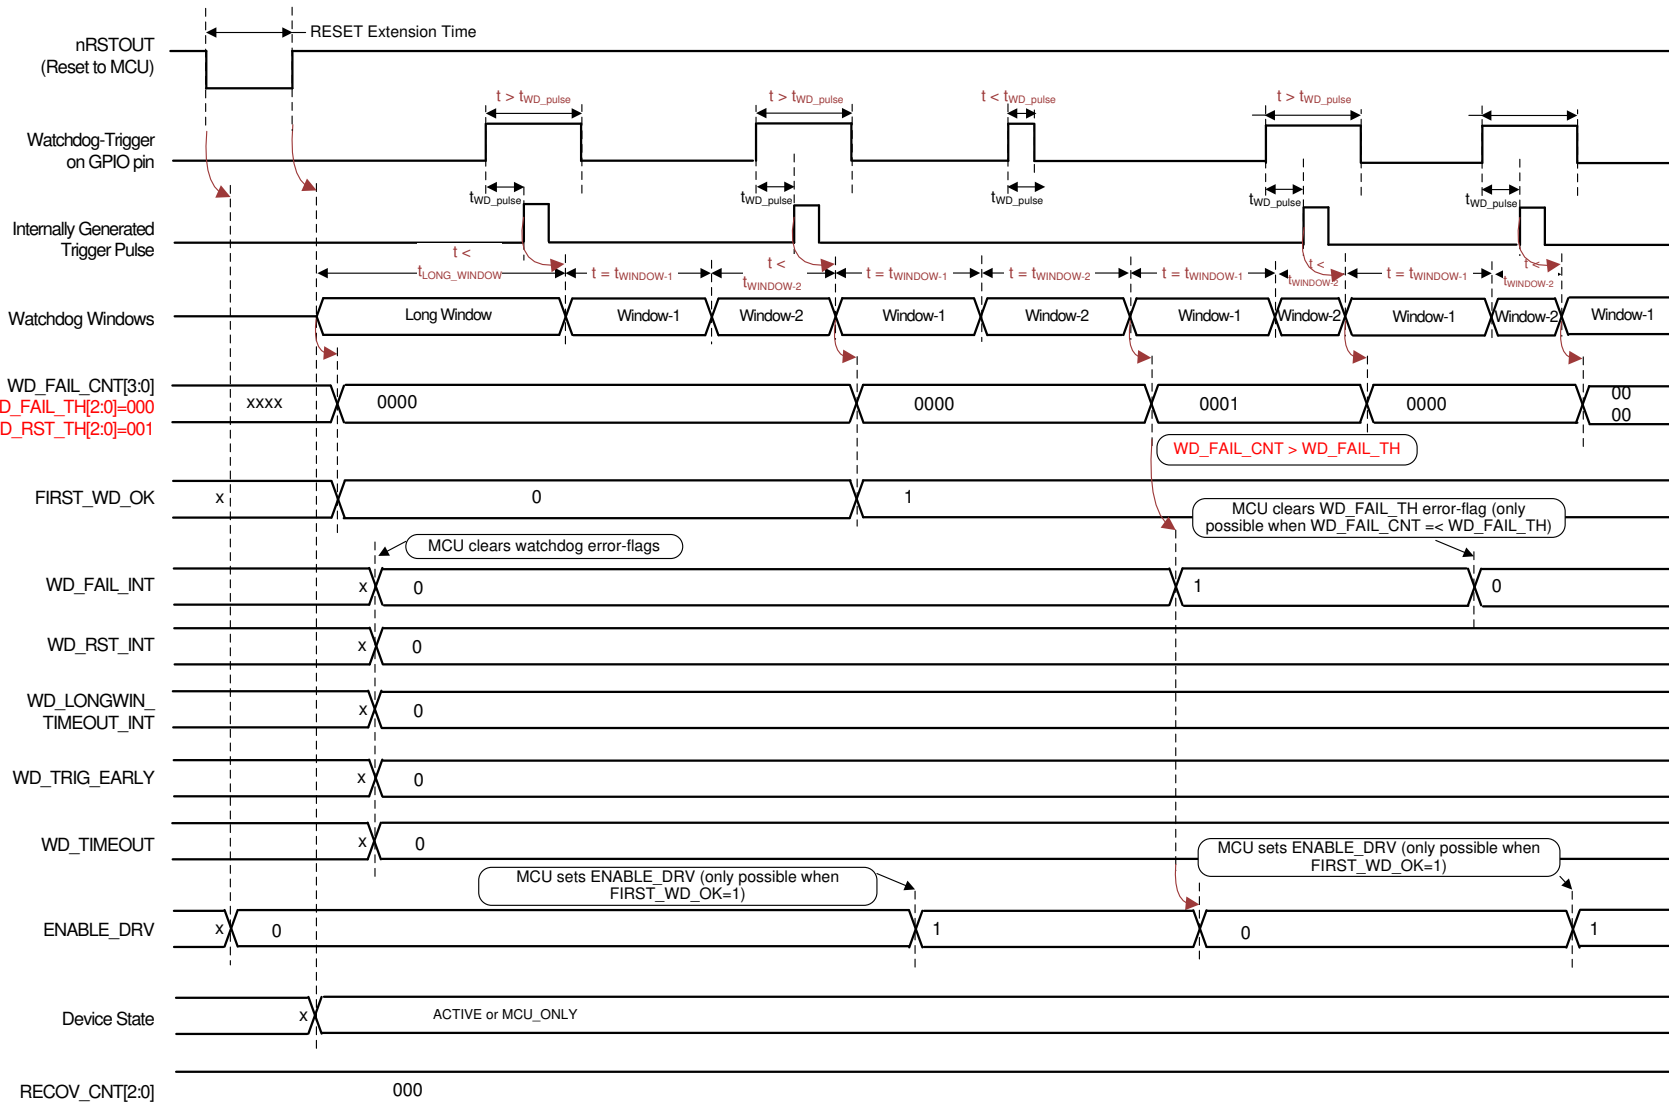 RESET Extension Time
nRSTOUT
(Reset to MCU)
t > tWD_pulse
t > tWD_pulse
t < tWD_pulse
t > tWD_pulse
Watchdog-Trigger
on GPIO pin
tWD_pulse
tWD_pulse
tWD_pulse
tWD_pulse
tWD_pulse
Internally Generated
Trigger Pulse
t <
tLONG_WINDOW
t = tWINDOW-1
t <
tWINDOW-2
t = tWINDOW-1
t = tWINDOW-2
t = tWINDOW-1
t <
tWINDOW-2
t = tWINDOW-1
t <
tWINDOW-2
Watchdog Windows
Long Window
Window-1
Window-2
Window-1
Window-2
Window-1
Window-2
Window-1
Window-2
Window-1
WD_FAIL_CNT[3:0]
D_FAIL_TH[2:0]=000
D_RST_TH[2:0]=001
xxxx
0000
0000
0001
0000
00
00
WD_FAIL_CNT > WD_FAIL_TH
FIRST_WD_OK
x
0
1
MCU clears WD_FAIL_TH error-flag (only
possible when WD_FAIL_CNT =< WD_FAIL_TH)
MCU clears watchdog error-flags
WD_FAIL_INT
x
0
1
0
WD_RST_INT
x
0
WD_LONGWIN_
TIMEOUT_INT
x
0
WD_TRIG_EARLY
x
0
WD_TIMEOUT
x
0
MCU sets ENABLE_DRV (only possible when
FIRST_WD_OK=1)
MCU sets ENABLE_DRV (only possible when
FIRST_WD_OK=1)
ENABLE_DRV
x
0
1
0
1
Device State
x
ACTIVE or MCU_ONLY
RECOV_CNT[2:0]
000